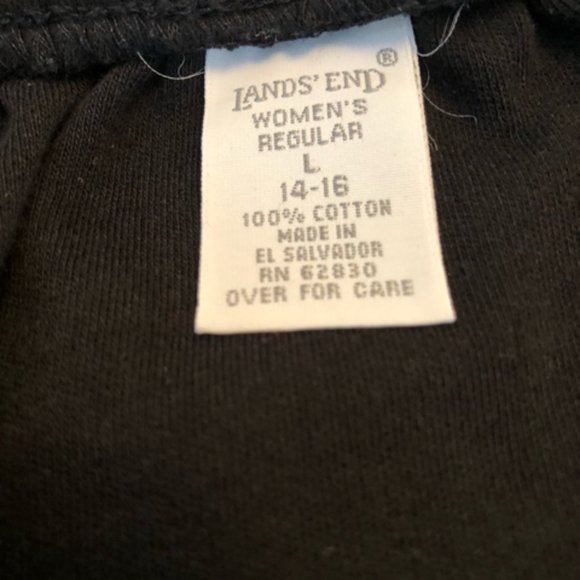 LANDS' END®
WOMEN'S
REGULAR
L
14-16
100% COTTON
MADE IN
EL SALVADOR
RN 62830
OVER FOR CARE